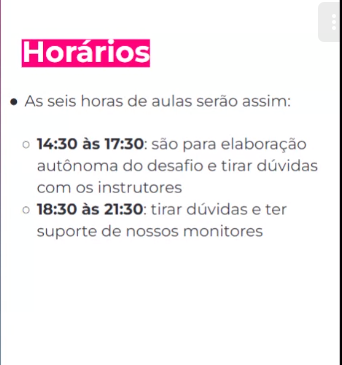 Horários
● As seis horas de aulas serão assim:
○ 14:30 às 17:30: são para elaboração
autônoma do desafio e tirar dúvidas
com os instrutores
○ 18:30 às 21:30: tirar dúvidas e ter
suporte de nossos monitores